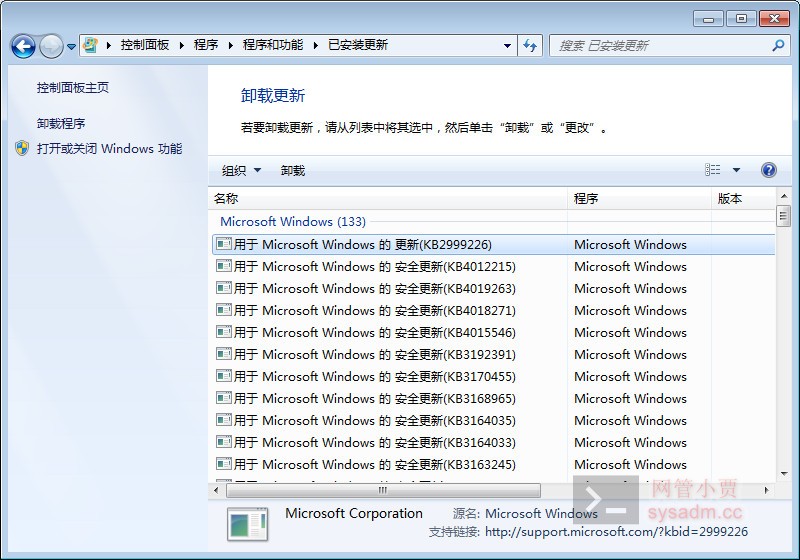 控制面板 程序 程序和功能 已安装更新
搜索 已安装更新
控制面板主页
卸载程序
打开或关闭 Windows 功能
卸载更新
若要卸载更新，请从列表中将其选中，然后单击“卸载”或“更改”。
组织 卸载
名称 程序 版本
Microsoft Windows (133)
用于 Microsoft Windows 的 更新(KB2999226) Microsoft Windows
用于 Microsoft Windows 的 安全更新(KB4012215) Microsoft Windows
用于 Microsoft Windows 的 安全更新(KB4019263) Microsoft Windows
用于 Microsoft Windows 的 安全更新(KB4018271) Microsoft Windows
用于 Microsoft Windows 的 安全更新(KB4015546) Microsoft Windows
用于 Microsoft Windows 的 安全更新(KB3192391) Microsoft Windows
用于 Microsoft Windows 的 安全更新(KB3170455) Microsoft Windows
用于 Microsoft Windows 的 安全更新(KB3168965) Microsoft Windows
用于 Microsoft Windows 的 安全更新(KB3164035) Microsoft Windows
用于 Microsoft Windows 的 安全更新(KB3164033) Microsoft Windows
用于 Microsoft Windows 的 安全更新(KB3163245) Microsoft Windows
Microsoft Corporation 源名: Microsoft Windows
支持链接: http://support.microsoft.com/?kbid=2999226
网管小贾
sysadm.cc